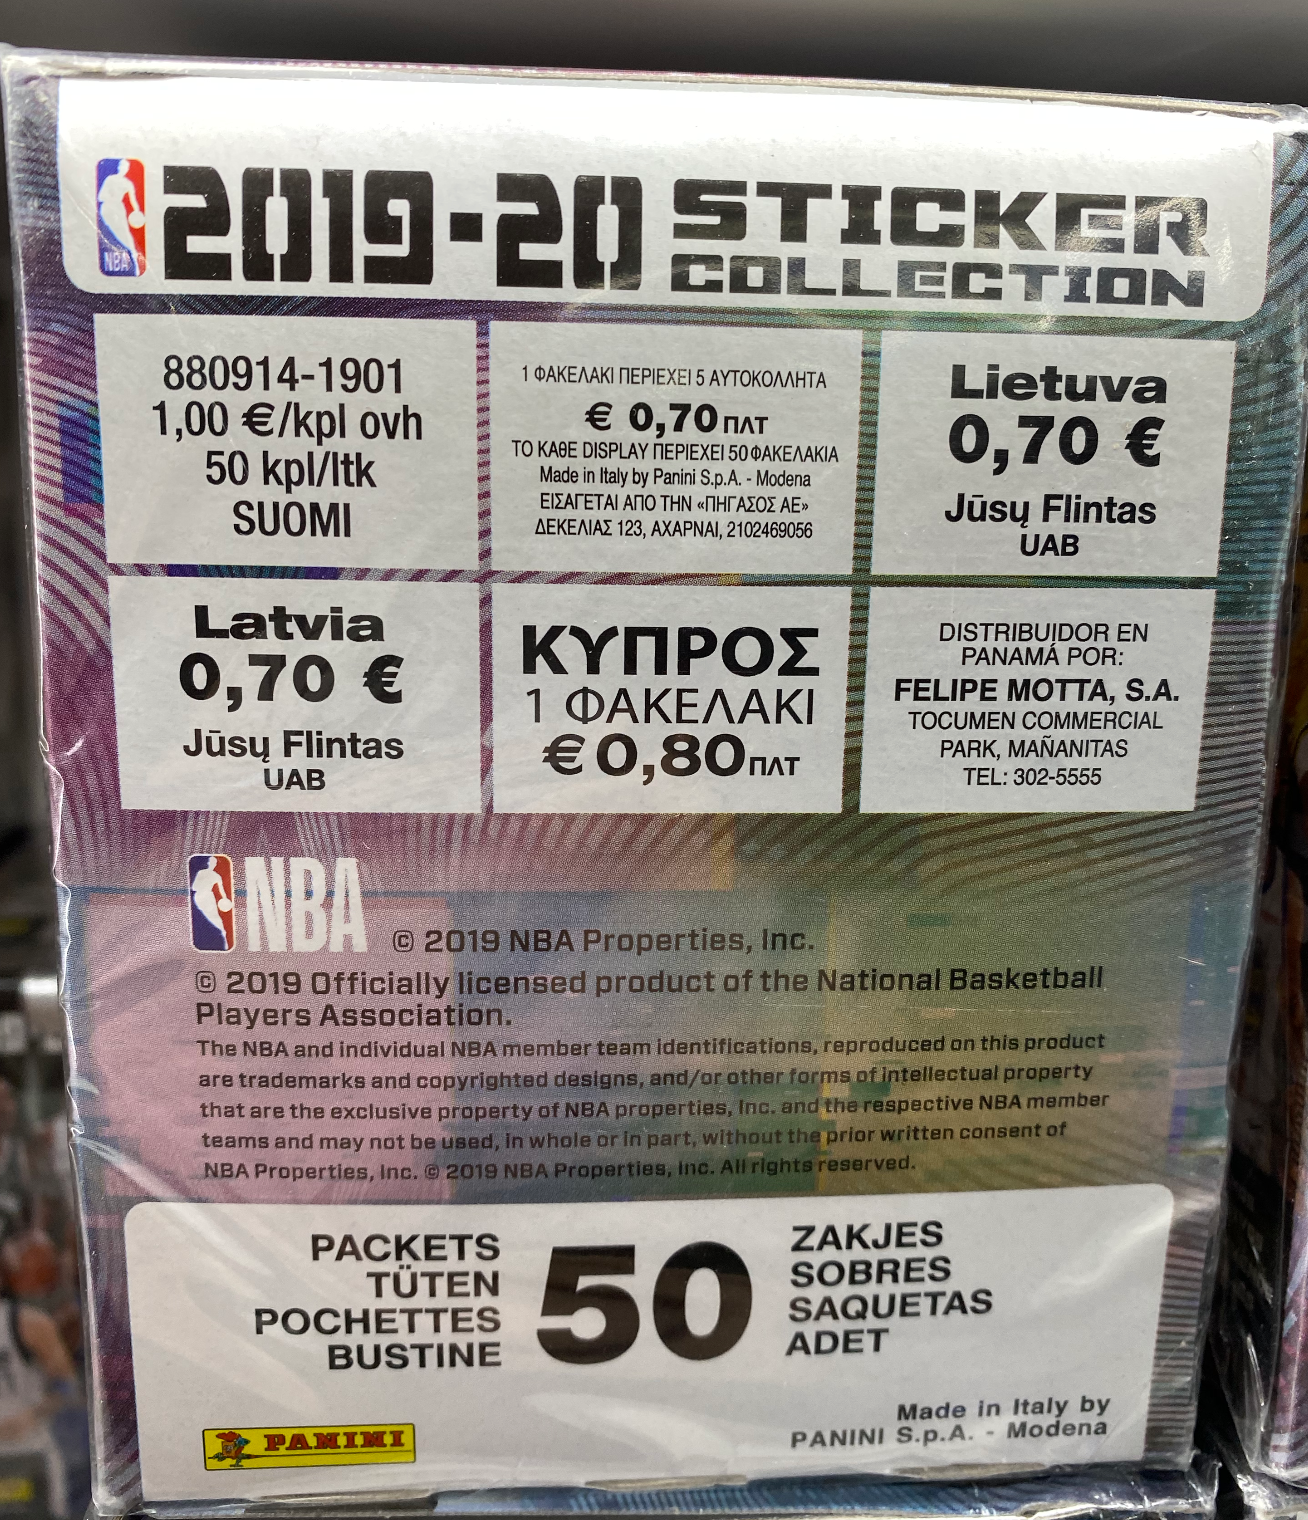 NBA
2019-20 STICKER
COLLECTION
880914-1901
1,00 €/kpl ovh
50 kpl/ltk
SUOMI
1 ΦΑΚΕΛΑΚΙ ΠΕΡΙΕΧΕΙ 5 ΑΥΤΟΚΟΛΛΗΤΑ
€ 0,70 ΠΛΤ
ΤΟ ΚΑΘΕ DISPLAY ΠΕΡΙΕΧΕΙ 50 ΦΑΚΕΛΑΚΙΑ
Made in Italy by Panini S.p.A. - Modena
ΕΙΣΑΓΕΤΑΙ ΑΠΟ ΤΗΝ «ΠΗΓΑΣΟΣ ΑΕ»
ΔΕΚΕΛΙΑΣ 123, ΑΧΑΡΝΑΙ, 2102469056
Lietuva
0,70 €
Jūsų Flintas
UAB
Latvia
0,70 €
Jūsų Flintas
UAB
ΚΥΠΡΟΣ
1 ΦΑΚΕΛΑΚΙ
€0,80 ΠΛΤ
DISTRIBUIDOR EN
PANAMÁ POR:
FELIPE MOTTA, S.A.
TOCUMEN COMMERCIAL
PARK, MAÑANITAS
TEL: 302-5555
NBA © 2019 NBA Properties, Inc.
© 2019 Officially licensed product of the National Basketball
Players Association.
The NBA and individual NBA member team identifications, reproduced on this product
are trademarks and copyrighted designs, and/or other forms of intellectual property
that are the exclusive property of NBA properties, Inc. and the respective NBA member
teams and may not be used, in whole or in part, without the prior written consent of
NBA Properties, Inc. © 2019 NBA Properties, Inc. All rights reserved.
PACKETS
TÜTEN
POCHETTES
BUSTINE
50
ZAKJES
SOBRES
SAQUETAS
ADET
PANINI
Made in Italy by
PANINI S.p.A. - Modena